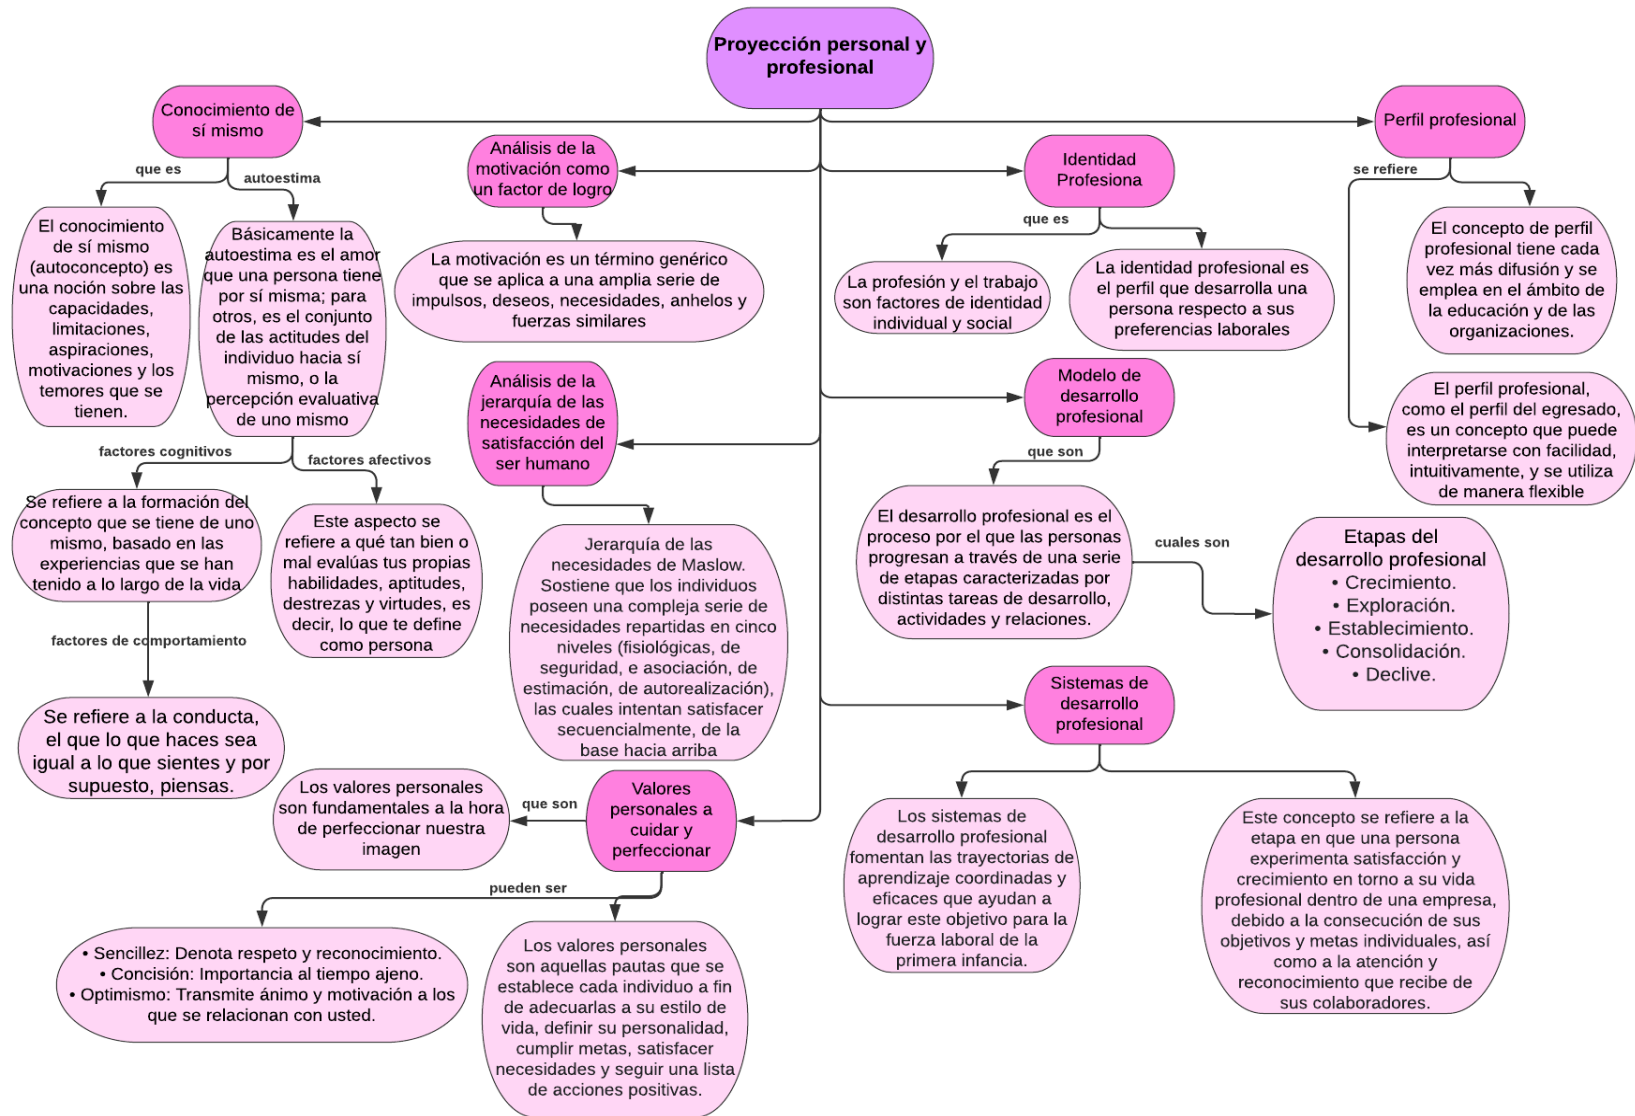 Proyección personal y
profesional
Conocimiento de
sí mismo
que es
autoestima
El conocimiento
de sí mismo
(autoconcepto) es
una noción sobre las
capacidades,
limitaciones,
aspiraciones,
motivaciones y los
temores que se
tienen.
Básicamente la
autoestima es el amor
que una persona tiene
por sí misma; para
otros, es el conjunto
de las actitudes del
individuo hacia sí
mismo, o la
percepción evaluativa
de uno mismo
factores cognitivos
factores afectivos
Se refiere a la formación del
concepto que se tiene de uno
mismo, basado en las
experiencias que se han
tenido a lo largo de la vida
Este aspecto se
refiere a qué tan bien o
mal evalúas tus propias
habilidades, aptitudes,
destrezas y virtudes, es
decir, lo que te define
como persona
factores de comportamiento
Se refiere a la conducta,
el que lo que haces sea
igual a lo que sientes y por
supuesto, piensas.
Análisis de la
motivación como
un factor de logro
La motivación es un término genérico
que se aplica a una amplia serie de
impulsos, deseos, necesidades, anhelos y
fuerzas similares
Análisis de la
jerarquía de las
necesidades de
satisfacción del
ser humano
Jerarquía de las
necesidades de Maslow.
Sostiene que los individuos
poseen una compleja serie de
necesidades repartidas en cinco
niveles (fisiológicas, de
seguridad, e asociación, de
estimación, de autorealización),
las cuales intentan satisfacer
secuencialmente, de la
base hacia arriba
Valores
personales a
cuidar y
perfeccionar
que son
Los valores personales
son fundamentales a la hora
de perfeccionar nuestra
imagen
pueden ser
• Sencillez: Denota respeto y reconocimiento.
• Concisión: Importancia al tiempo ajeno.
• Optimismo: Transmite ánimo y motivación a los
que se relacionan con usted.
Los valores personales
son aquellas pautas que se
establece cada individuo a fin
de adecuarlas a su estilo de
vida, definir su personalidad,
cumplir metas, satisfacer
necesidades y seguir una lista
de acciones positivas.
Identidad
Profesiona
que es
La profesión y el trabajo
son factores de identidad
individual y social
La identidad profesional es
el perfil que desarrolla una
persona respecto a sus
preferencias laborales
Modelo de
desarrollo
profesional
que son
El desarrollo profesional es el
proceso por el que las personas
progresan a través de una serie
de etapas caracterizadas por
distintas tareas de desarrollo,
actividades y relaciones.
cuales son
Etapas del
desarrollo profesional
• Crecimiento.
• Exploración.
• Establecimiento.
• Consolidación.
• Declive.
Sistemas de
desarrollo
profesional
Los sistemas de
desarrollo profesional
fomentan las trayectorias de
aprendizaje coordinadas y
eficaces que ayudan a
lograr este objetivo para la
fuerza laboral de la
primera infancia.
Este concepto se refiere a la
etapa en que una persona
experimenta satisfacción y
crecimiento en torno a su vida
profesional dentro de una empresa,
debido a la consecución de sus
objetivos y metas individuales, así
como a la atención y
reconocimiento que recibe de
sus colaboradores.
Perfil profesional
se refiere
El concepto de perfil
profesional tiene cada
vez más difusión y se
emplea en el ámbito de
la educación y de las
organizaciones.
El perfil profesional,
como el perfil del egresado,
es un concepto que puede
interpretarse con facilidad,
intuitivamente, y se utiliza
de manera flexible